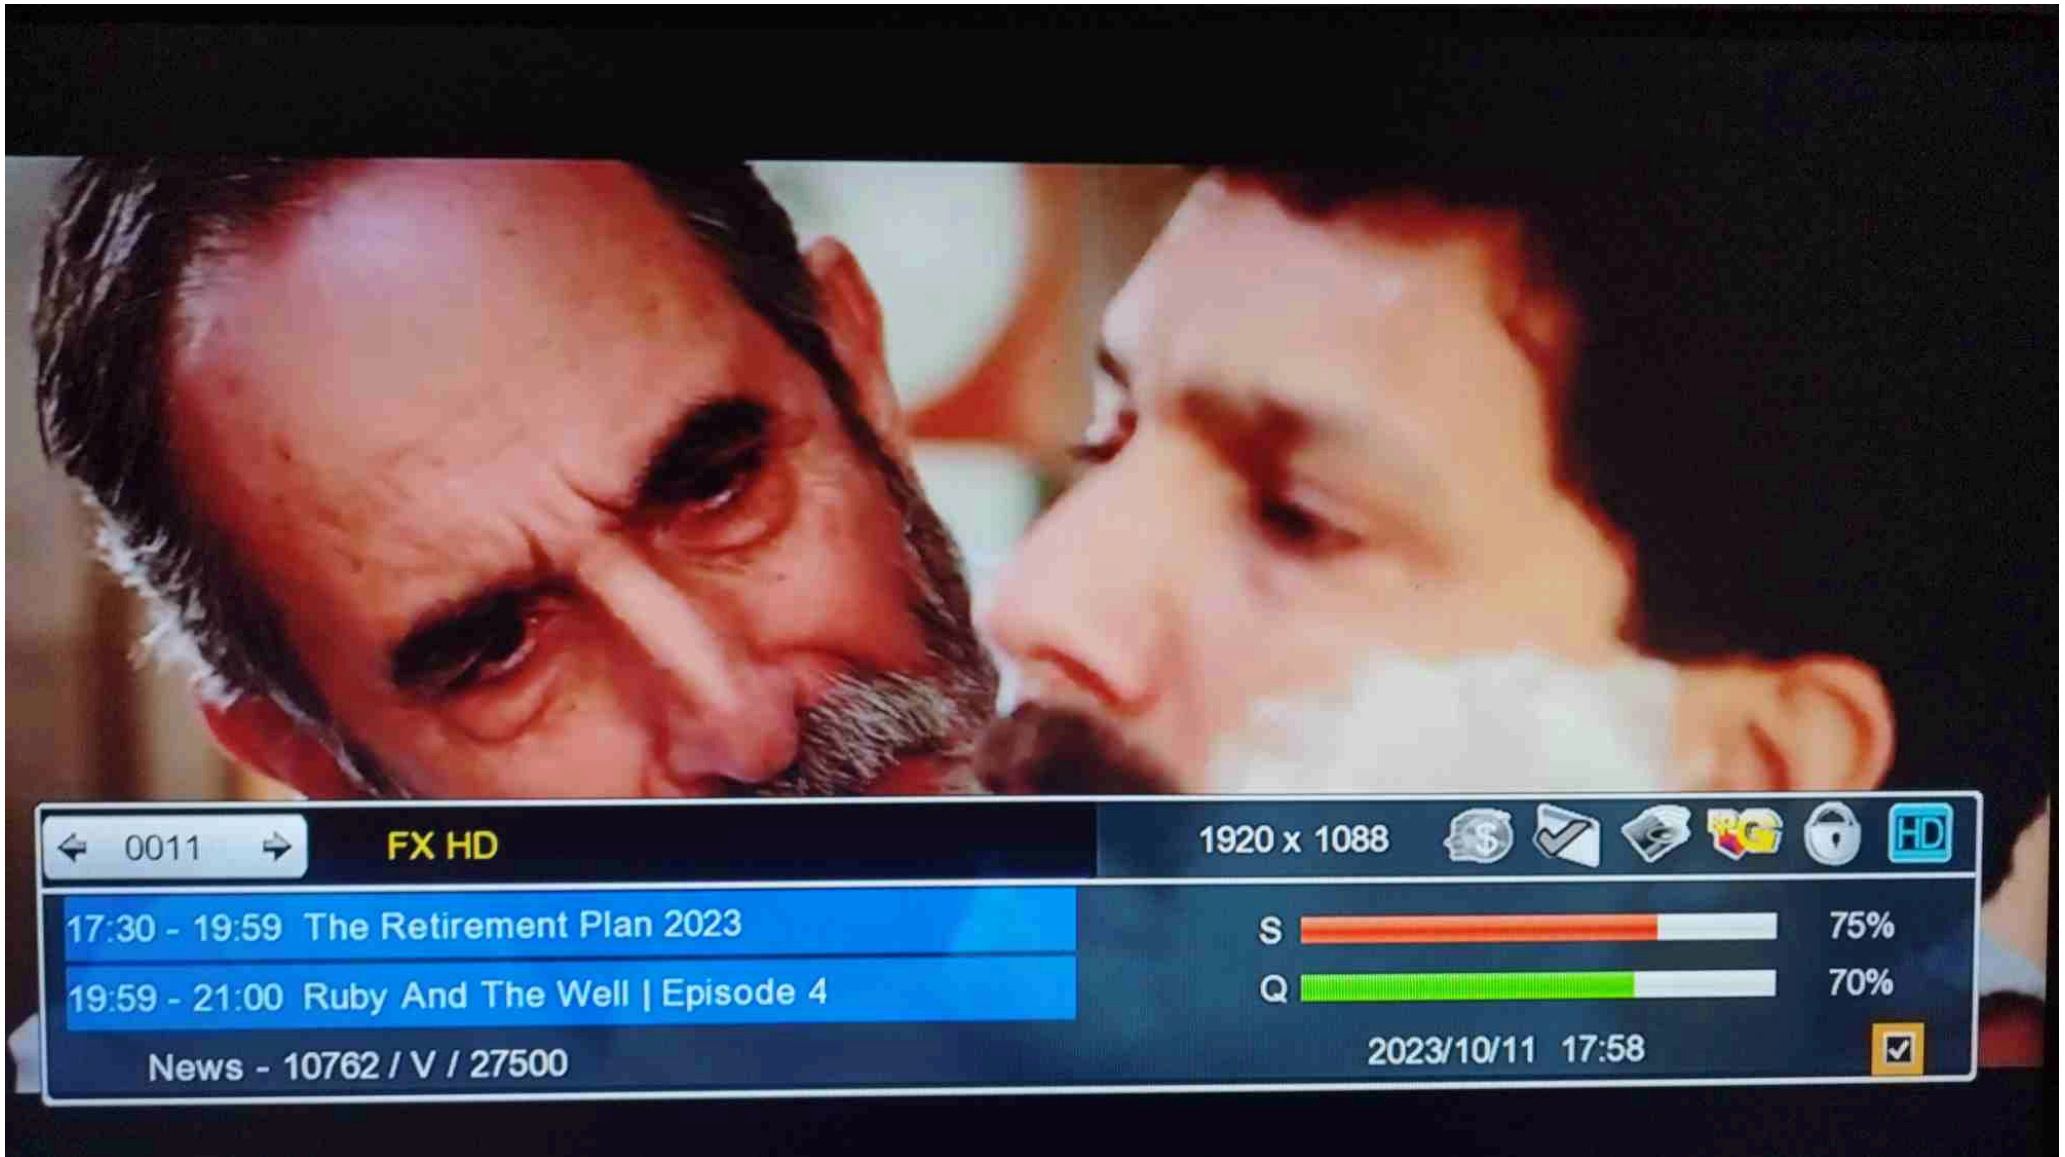 0011
FX HD
1920 x 1088
HD
17:30 - 19:59 The Retirement Plan 2023
S 75%
19:59 - 21:00 Ruby And The Well | Episode 4
Q 70%
News - 10762 / V / 27500
2023/10/11 17:58